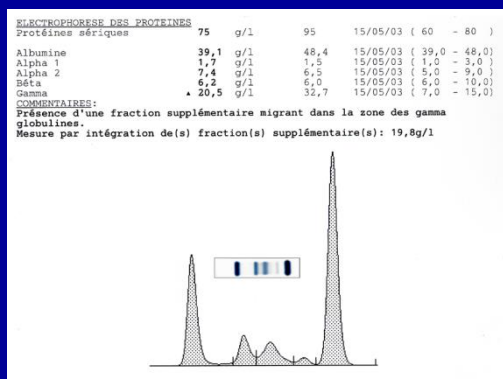 ELECTROPHORESE DES PROTEINES
Protéines sériques 75 g/l 95 15/05/03 ( 60 - 80 )
Albumine 39,1 g/l 48,4 15/05/03 ( 39,0 - 48,0)
Alpha 1 1,7 g/l 1,5 15/05/03 ( 1,0 - 3,0 )
Alpha 2 7,4 g/l 6,5 15/05/03 ( 5,0 - 9,0 )
Béta 6,2 g/l 6,0 15/05/03 ( 6,0 - 10,0)
Gamma ▲ 20,5 g/l 32,7 15/05/03 ( 7,0 - 15,0)
COMMENTAIRES:
Présence d'une fraction supplémentaire migrant dans la zone des gamma
globulines.
Mesure par intégration de(s) fraction(s) supplémentaire(s): 19,8g/l